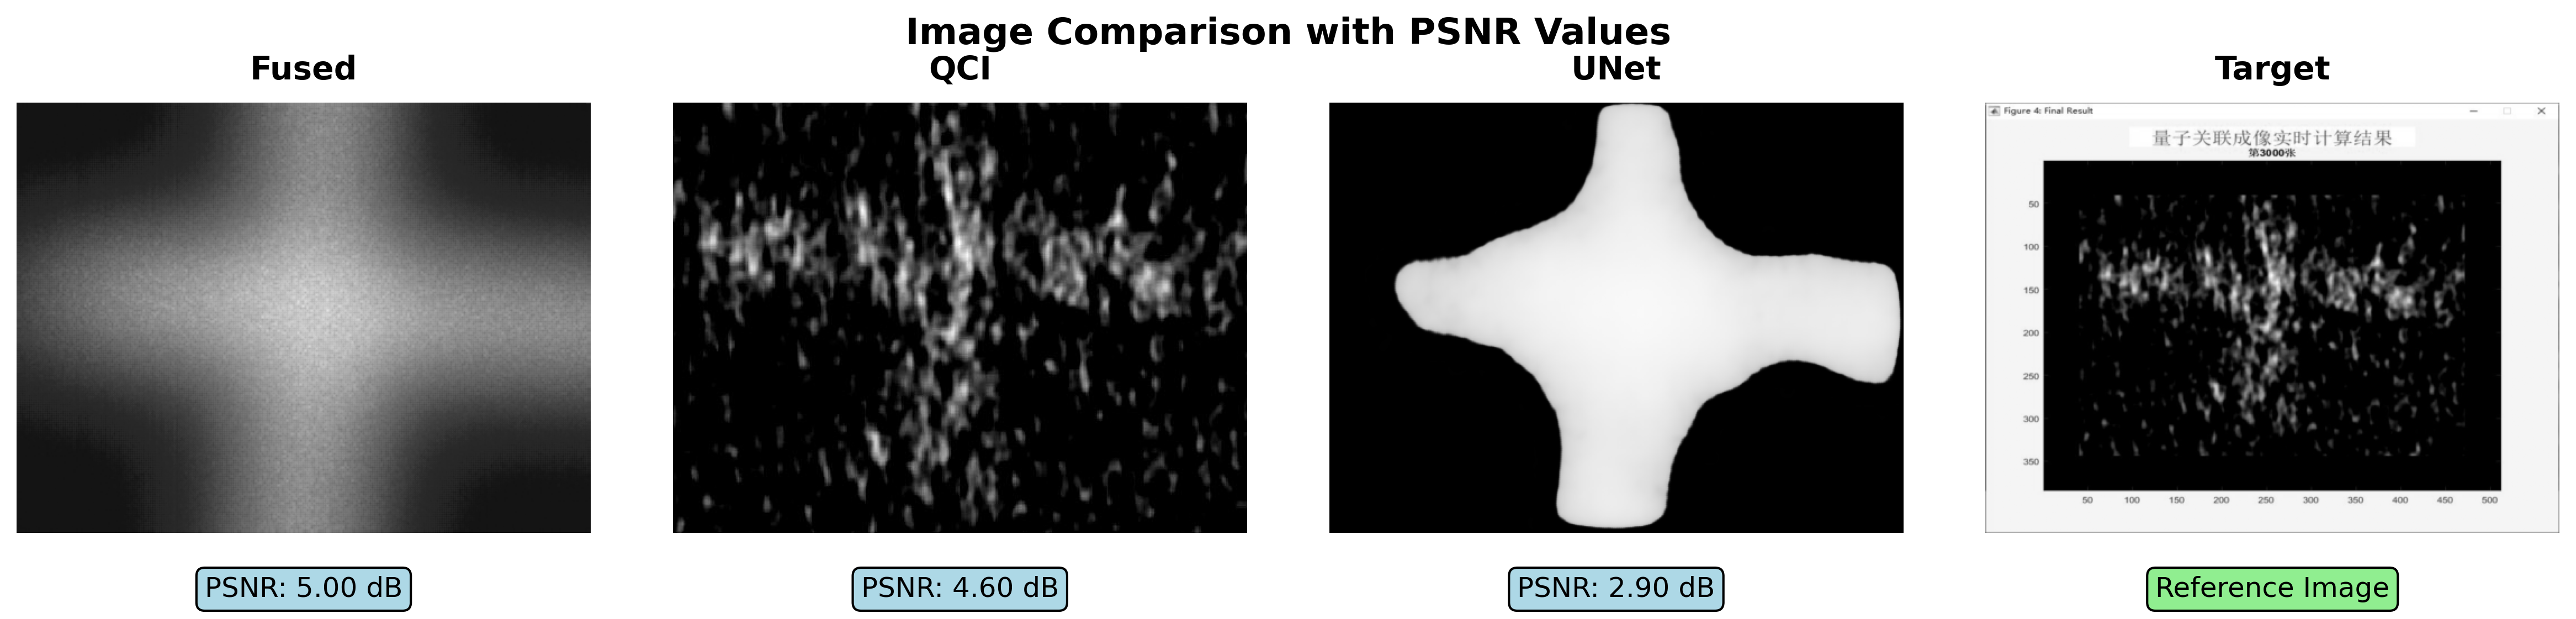 Image Comparison with PSNR Values
Fused
QCI
UNet
Target
Figure 4: Final Result
量子关联成像实时计算结果
第3000张
50
100
150
200
250
300
350
50 100 150 200 250 300 350 400 450 500
PSNR: 5.00 dB
PSNR: 4.60 dB
PSNR: 2.90 dB
Reference Image